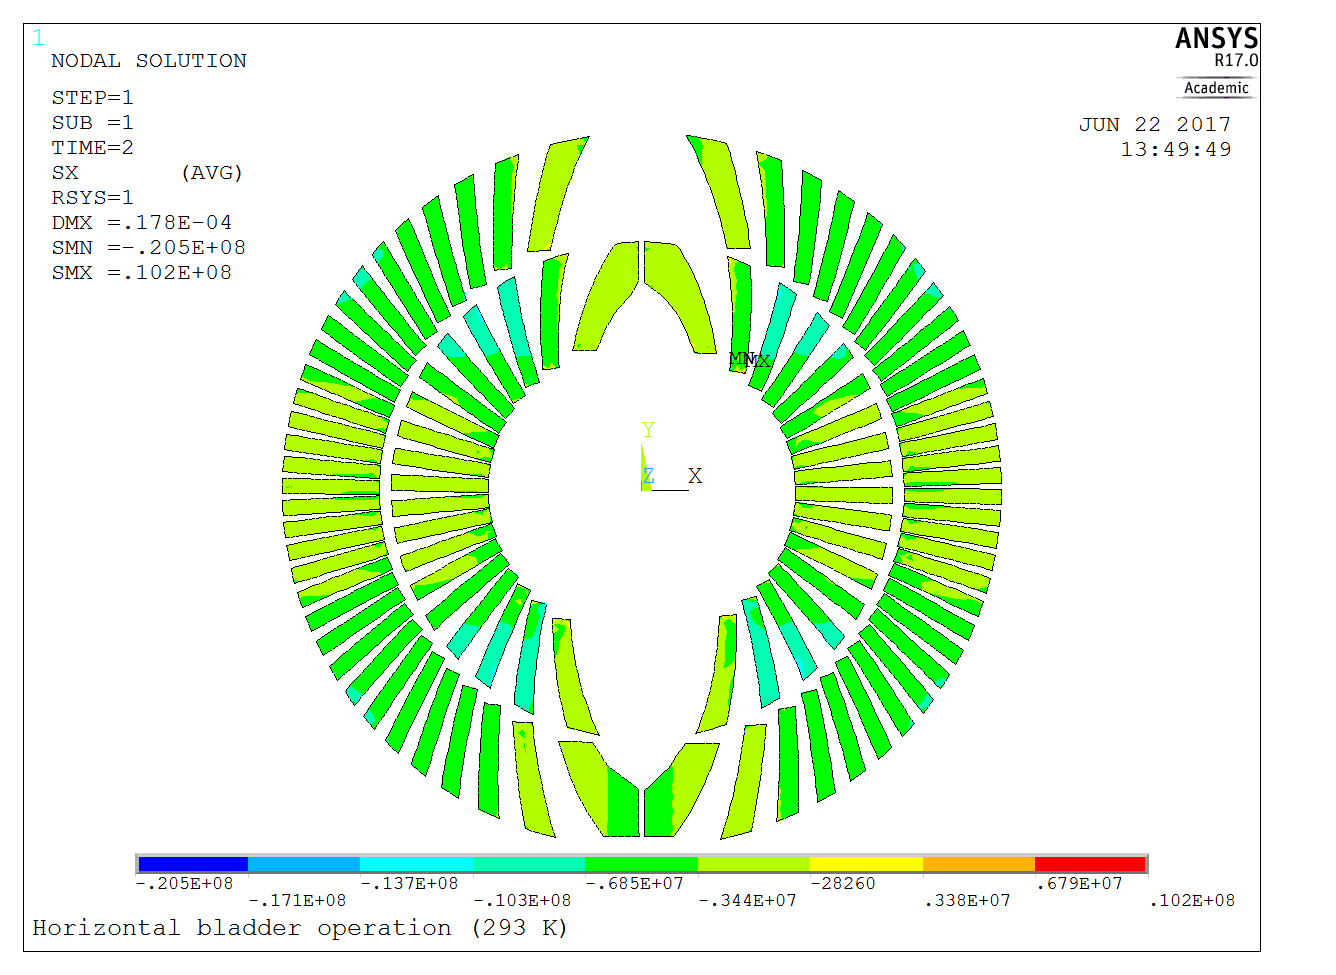 1
ANSYS
R17.0
Academic
NODAL SOLUTION
STEP=1
SUB =1
TIME=2
SX (AVG)
RSYS=1
DMX =.178E-04
SMN =-.205E+08
SMX =.102E+08
JUN 22 2017
13:49:49
MN
MX
Y
Z X
-.205E+08 -.137E+08 -.685E+07 -28260 .679E+07
-.171E+08 -.103E+08 -.344E+07 .338E+07 .102E+08
Horizontal bladder operation (293 K)